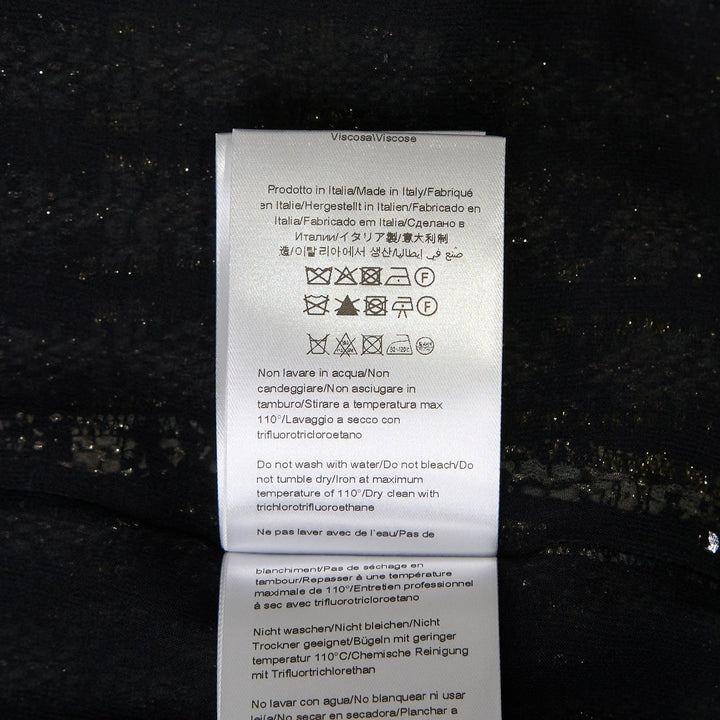 Viscosa\Viscose
Prodotto in Italia/Made in Italy/Fabriqué
en Italie/Hergestellt in Italien/Fabricado en
Italia/Fabricado em Italia/Сделано в
Италии/イタリア製/意大利制
造/이탈리아에서 생산/صنع في إيطاليا
F
F
Non lavare in acqua/Non
candeggiare/Non asciugare in
tamburo/Stirare a temperatura max
110°/Lavaggio a secco con
trifluorotricloroetano
Do not wash with water/Do not bleach/Do
not tumble dry/Iron at maximum
temperature of 110°/Dry clean with
trichlorotrifluoroethane
Ne pas laver avec de l'eau/Pas de
blanchiment/Pas de séchage en
tambour/Repasser à une température
maximale de 110°/Entretien professionnel
à sec avec trifluorotricloroetano
Nicht waschen/Nicht bleichen/Nicht
Trockner geeignet/Bügeln mit geringer
temperatur 110°C/Chemische Reinigung
mit Trifluortrichlorethan
No lavar con agua/No blanquear ni usar
lejía/No secar en secadora/Planchar a